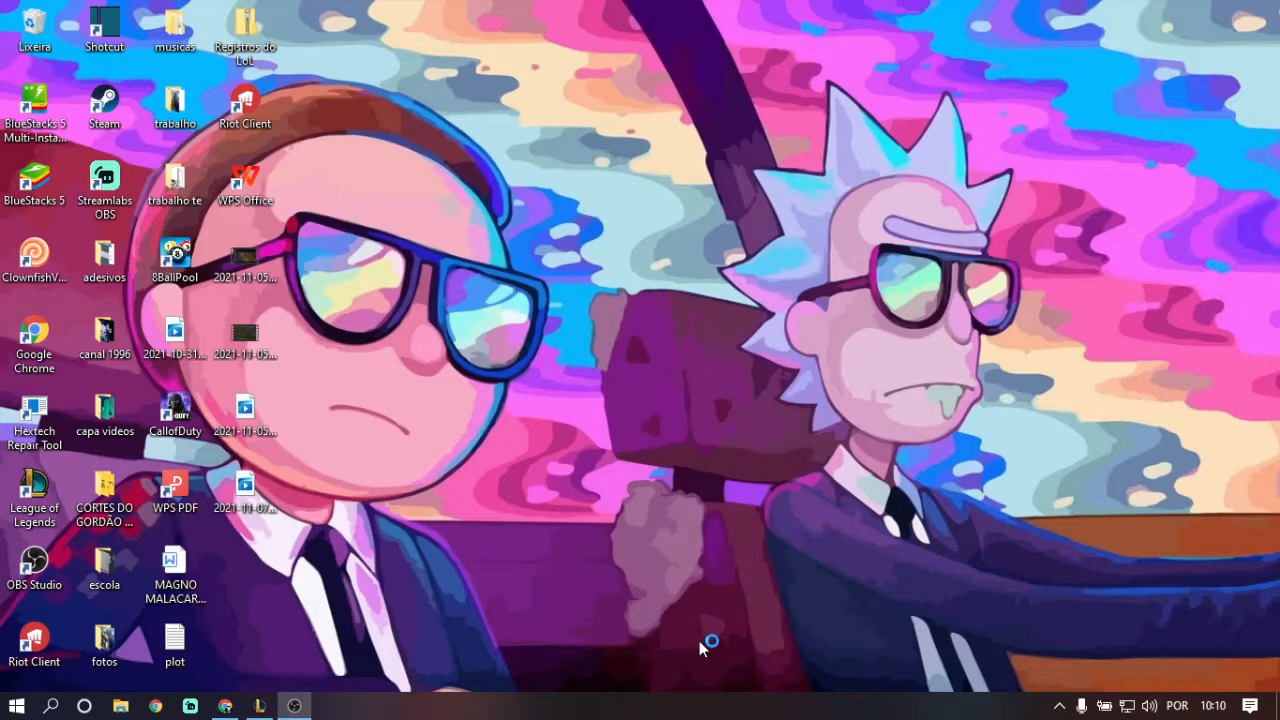 Lixeira
Shotcut
musicas
Registros do
LoL
BlueStacks 5
Multi-Insta...
Steam
trabalho
Riot Client
BlueStacks 5
Streamlabs
OBS
trabalho te
WPS Office
ClownfishV...
adesivos
8BallPool
2021-11-05...
Google
Chrome
canal 1996
2021-10-31...
2021-11-05...
Hextech
Repair Tool
capa videos
CallofDuty
2021-11-05...
League of
Legends
CORTES DO
GORDÃO ...
WPS PDF
2021-11-07...
OBS Studio
escola
MAGNO
MALACAR...
Riot Client
fotos
plot
POR
10:10